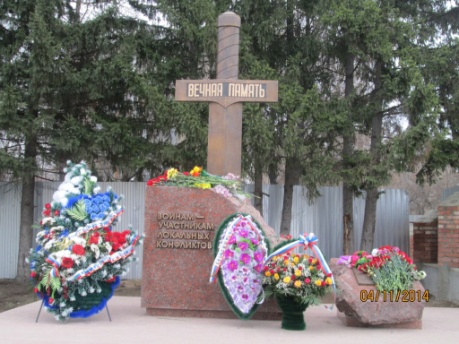 ВЕЧНАЯ ПАМЯТЬ
ВОИНАМ –
УЧАСТНИКАМ
ЛОКАЛЬНЫХ
КОНФЛИКТОВ
04/11/2014